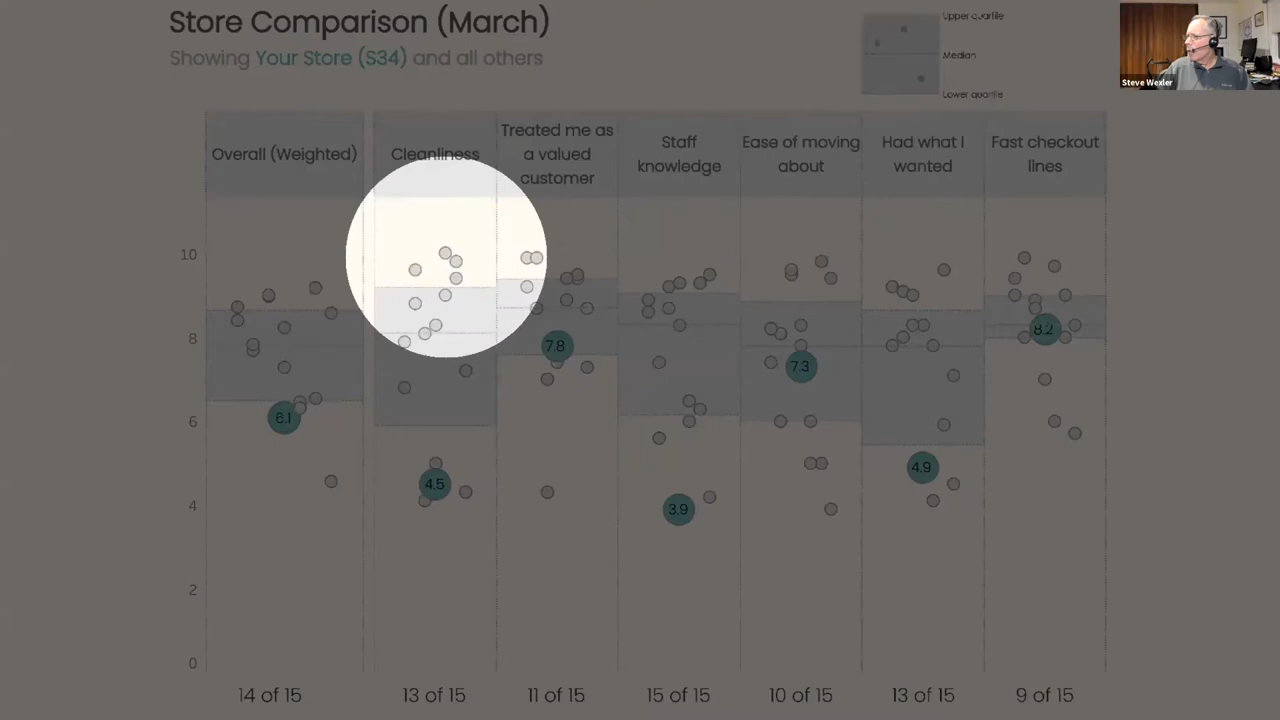 Store Comparison (March)
Showing Your Store (S34) and all others
Upper quartile
Median
Lower quartile
Steve Wexler
Overall (Weighted)
Cleanliness
Treated me as
a valued
customer
Staff
knowledge
Ease of moving
about
Had what I
wanted
Fast checkout
lines
10
8
6
4
2
0
6.1
4.5
7.8
3.9
7.3
4.9
8.2
14 of 15
13 of 15
11 of 15
15 of 15
10 of 15
13 of 15
9 of 15